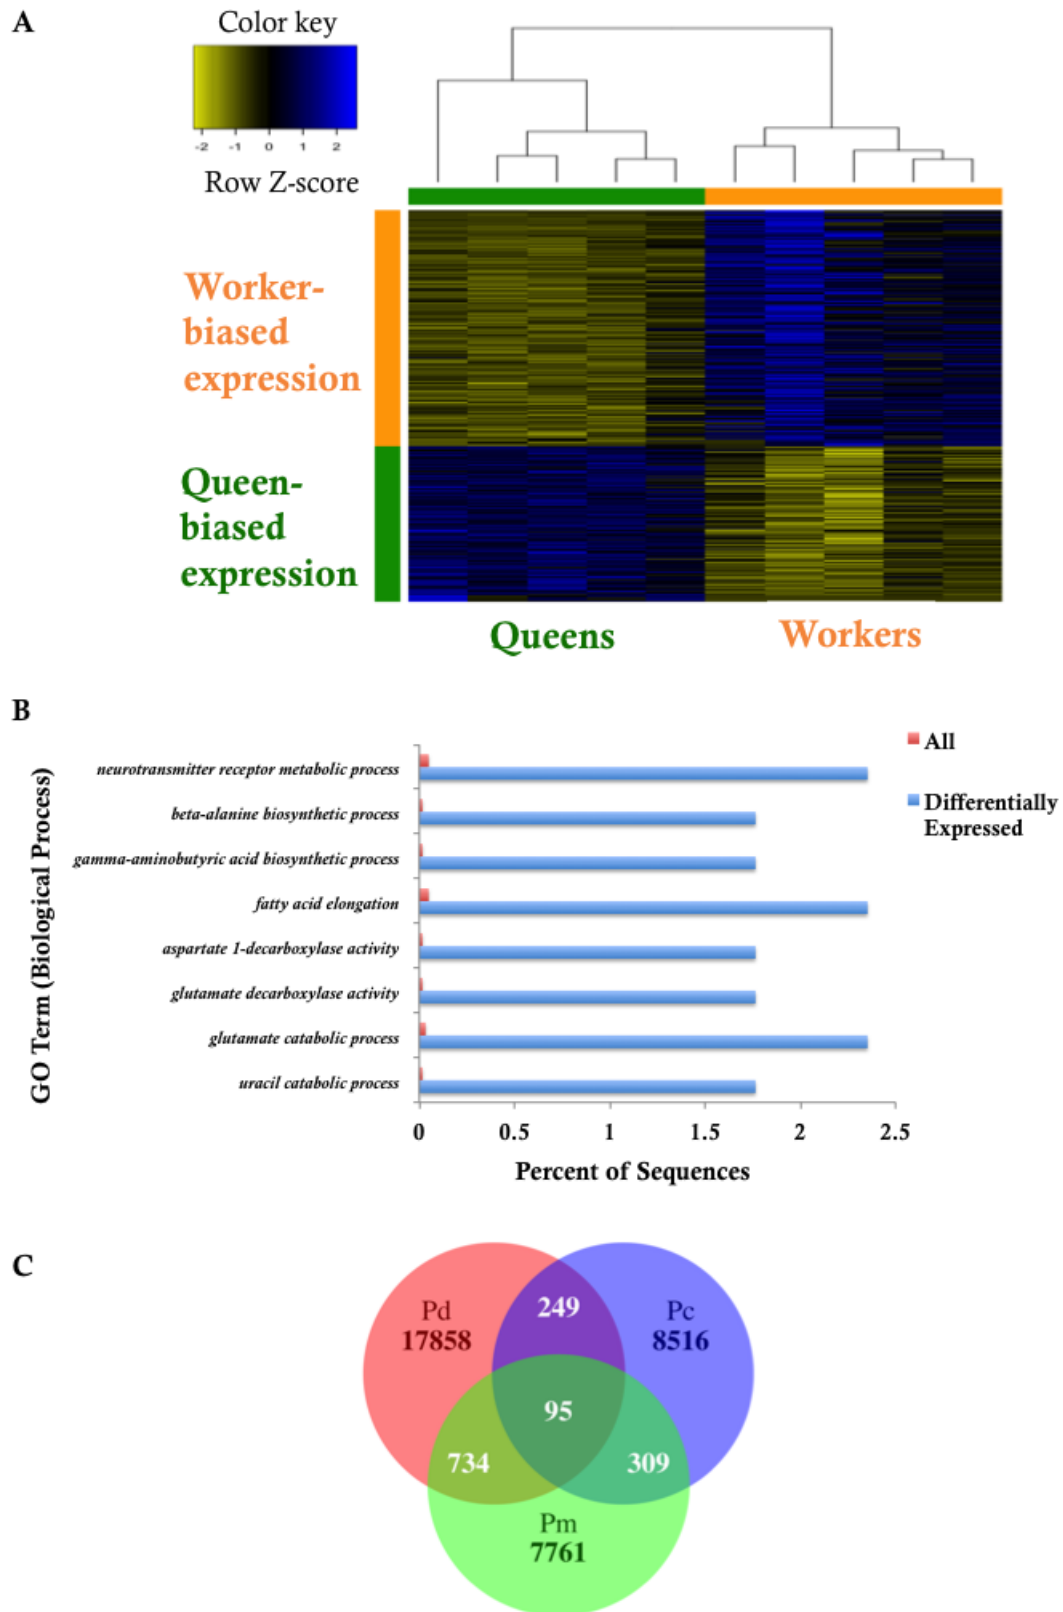 A
Color key
-2 -1 0 1 2
Row Z-score
Worker-
biased
expression
Queen-
biased
expression
Queens
Workers
B
GO Term (Biological Process)
neurotransmitter receptor metabolic process
beta-alanine biosynthetic process
gamma-aminobutyric acid biosynthetic process
fatty acid elongation
aspartate 1-decarboxylase activity
glutamate decarboxylase activity
glutamate catabolic process
uracil catabolic process
0 0.5 1 1.5 2 2.5
Percent of Sequences
All
Differentially
Expressed
C
Pd
17858
249
Pc
8516
95
734
309
Pm
7761